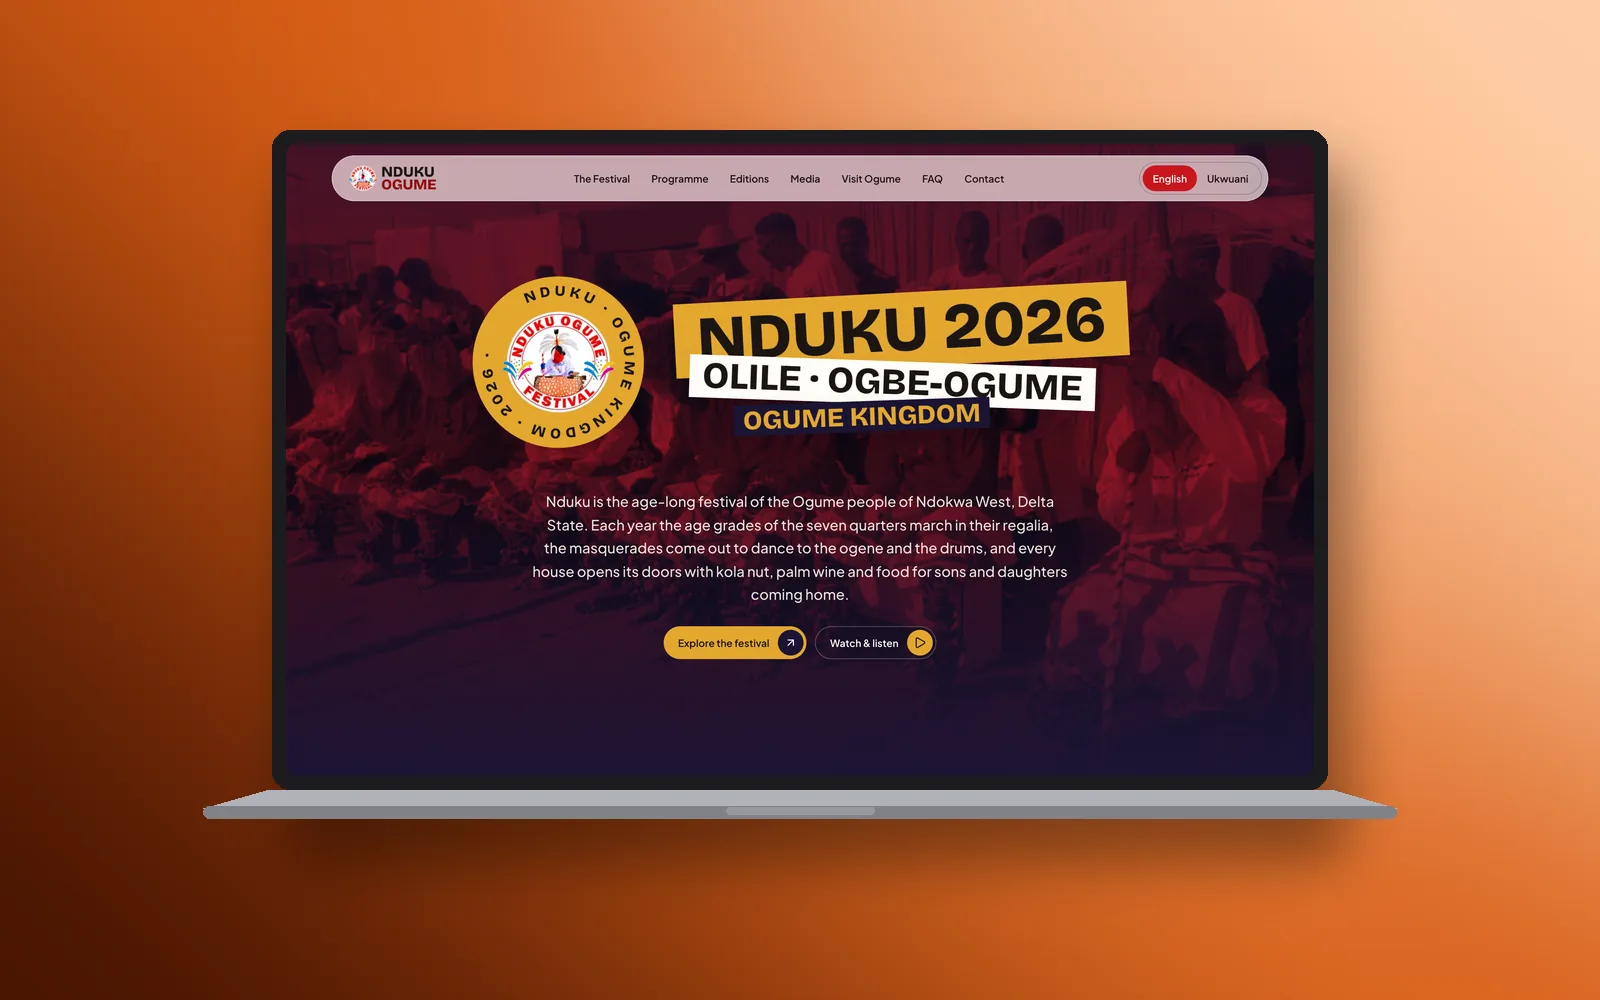 NDUKU
OGUME
The Festival
Programme
Editions
Media
Visit Ogume
FAQ
Contact
English
Ukwuani
NDUKU · OGUME KINGDOM · 2026 ·
NDUKU OGUME
FESTIVAL
NDUKU 2026
OLILE · OGBE-OGUME
OGUME KINGDOM
Nduku is the age-long festival of the Ogume people of Ndokwa West, Delta
State. Each year the age grades of the seven quarters march in their regalia,
the masquerades come out to dance to the ogene and the drums, and every
house opens its doors with kola nut, palm wine and food for sons and daughters
coming home.
Explore the festival
Watch & listen